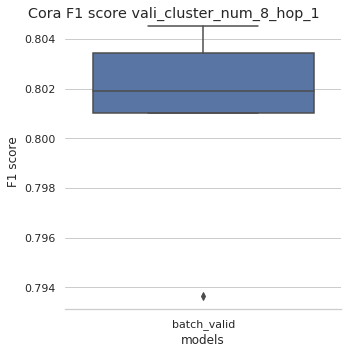 Cora F1 score vali_cluster_num_8_hop_1
0.804
0.802
0.800
0.798
0.796
0.794
F1 score
batch_valid
models